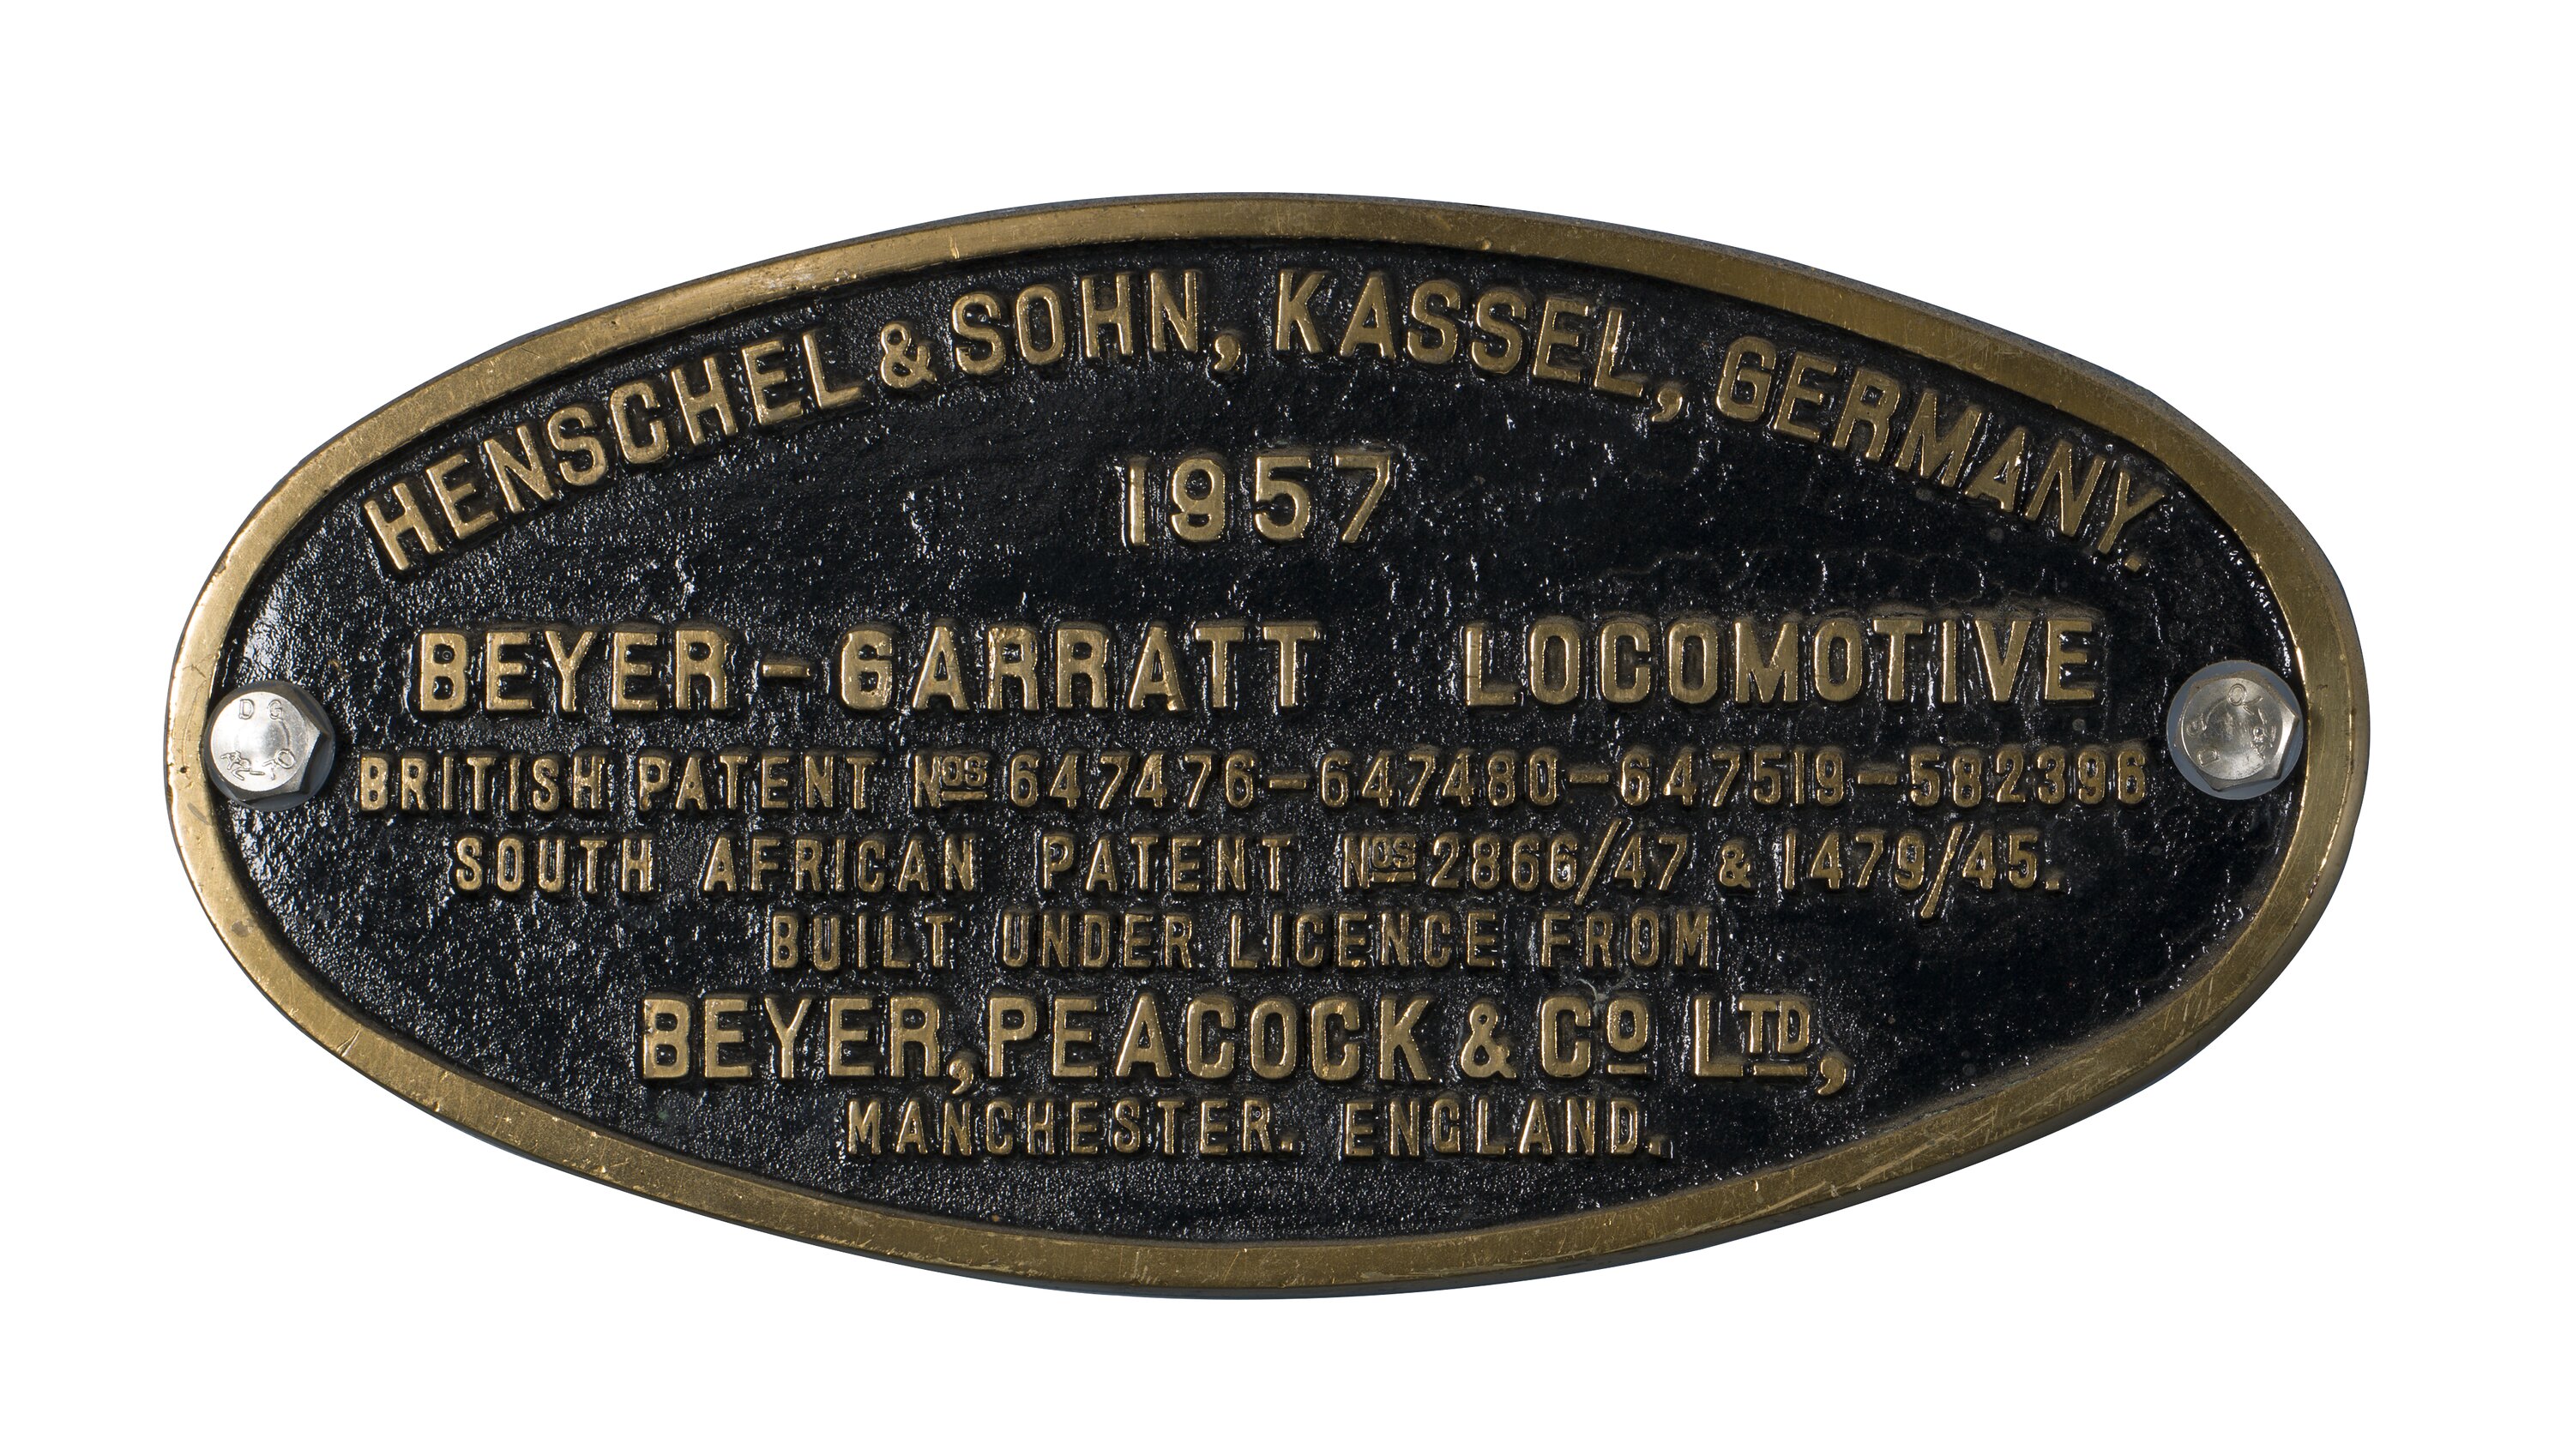 HENSCHEL & SOHN, KASSEL, GERMANY.
1957
BEYER-GARRATT LOCOMOTIVE
BRITISH PATENT Nos 647476-647480-647519-582396
SOUTH AFRICAN PATENT Nos 2866/47 & 1479/45.
BUILT UNDER LICENCE FROM
BEYER, PEACOCK & Co LTD,
MANCHESTER. ENGLAND.